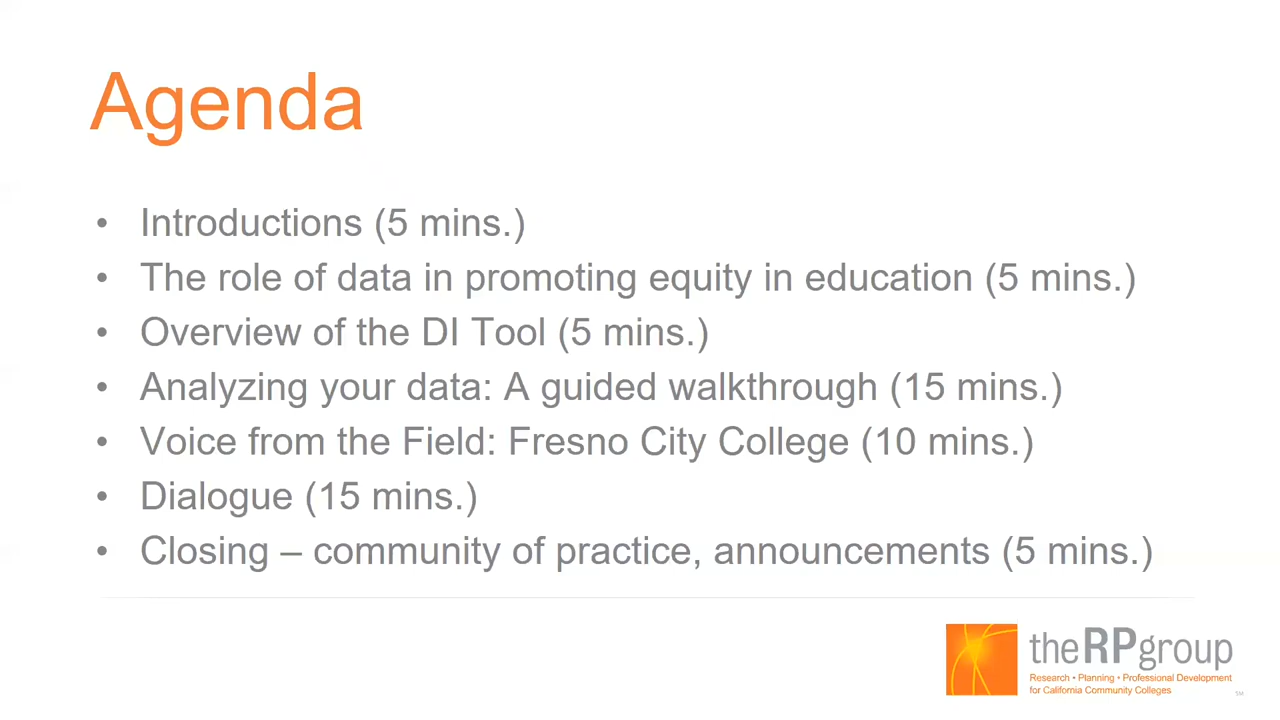 Agenda
• Introductions (5 mins.)
• The role of data in promoting equity in education (5 mins.)
• Overview of the DI Tool (5 mins.)
• Analyzing your data: A guided walkthrough (15 mins.)
• Voice from the Field: Fresno City College (10 mins.)
• Dialogue (15 mins.)
• Closing – community of practice, announcements (5 mins.)
theRPgroup
Research • Planning • Professional Development
for California Community Colleges
SM